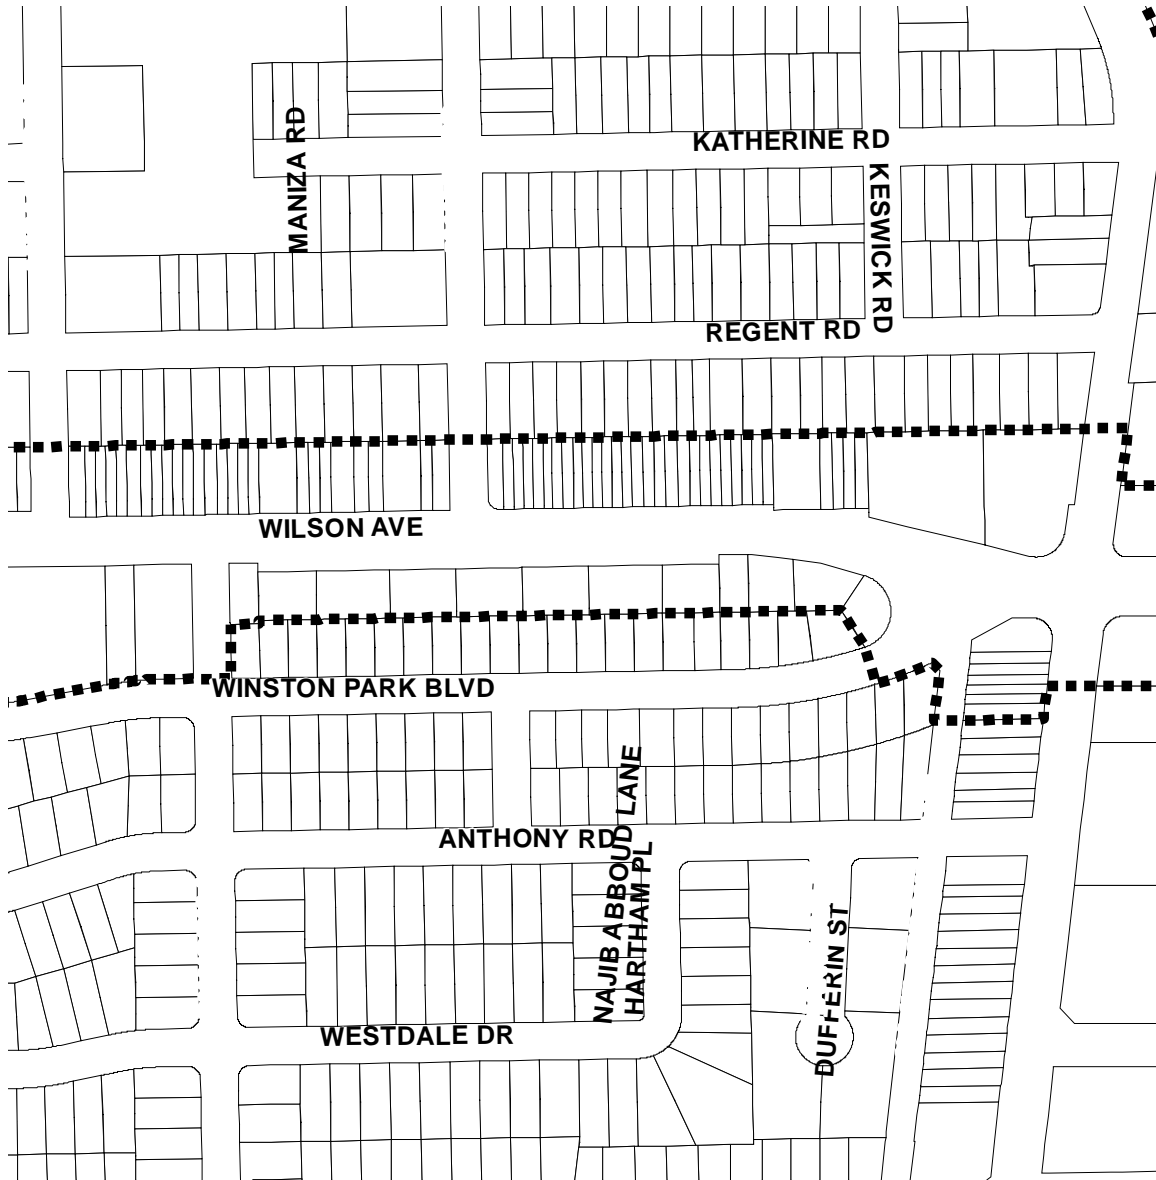 KATHERINE RD
MANIZA RD
KESWICK RD
REGENT RD
WILSON AVE
WINSTON PARK BLVD
ANTHONY RD
NAJIB ABBOUD LANE
HARTHAM PL
DUFFERIN ST
WESTDALE DR